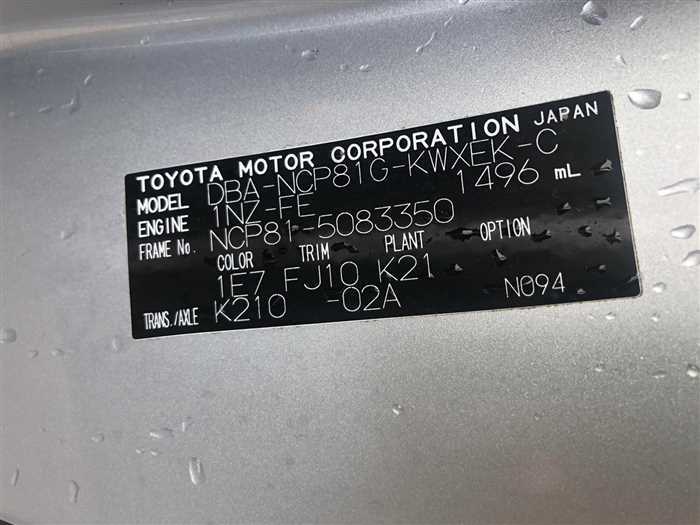 TOYOTA MOTOR CORPORATION JAPAN
MODEL DBA-NCP81G-KWXEK-C
ENGINE 1NZ-FE 1496 mL
FRAME No. NCP81-5083350
COLOR TRIM PLANT OPTION
1E7 FJ10 K21
TRANS./AXLE K210 -02A N094